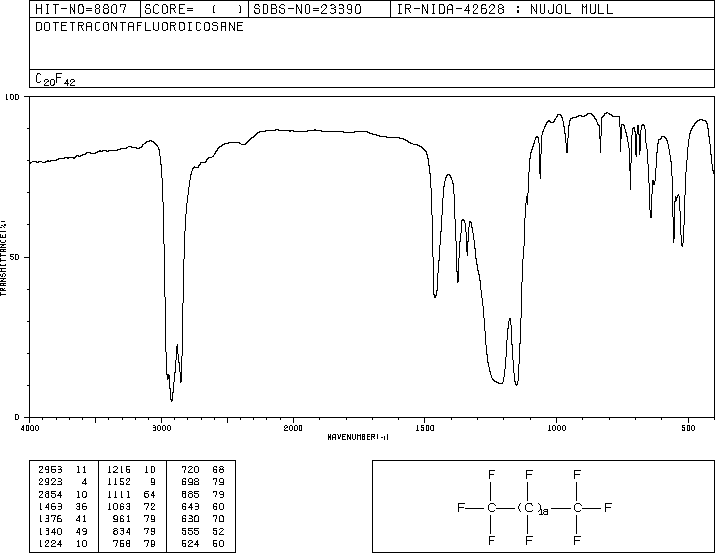 HIT-NO=8807 SCORE= ( ) SDBS-NO=23390 IR-NIDA-42628 : NUJOL MULL
DOTETRACONTAFLUOROICOSANE
C20F42
100
50
0
TRANSMITTANCE(%)
4000 3000 2000 1500 1000 500
WAVENUMBER(-1)
2953 11 1216 10 720 68
2923 4 1152 9 698 79
2854 10 1111 64 685 79
1463 36 1063 72 643 60
1376 41 961 79 630 70
1340 49 834 79 555 52
1224 10 758 79 524 50
F F F
F C (C)18 C F
F F F